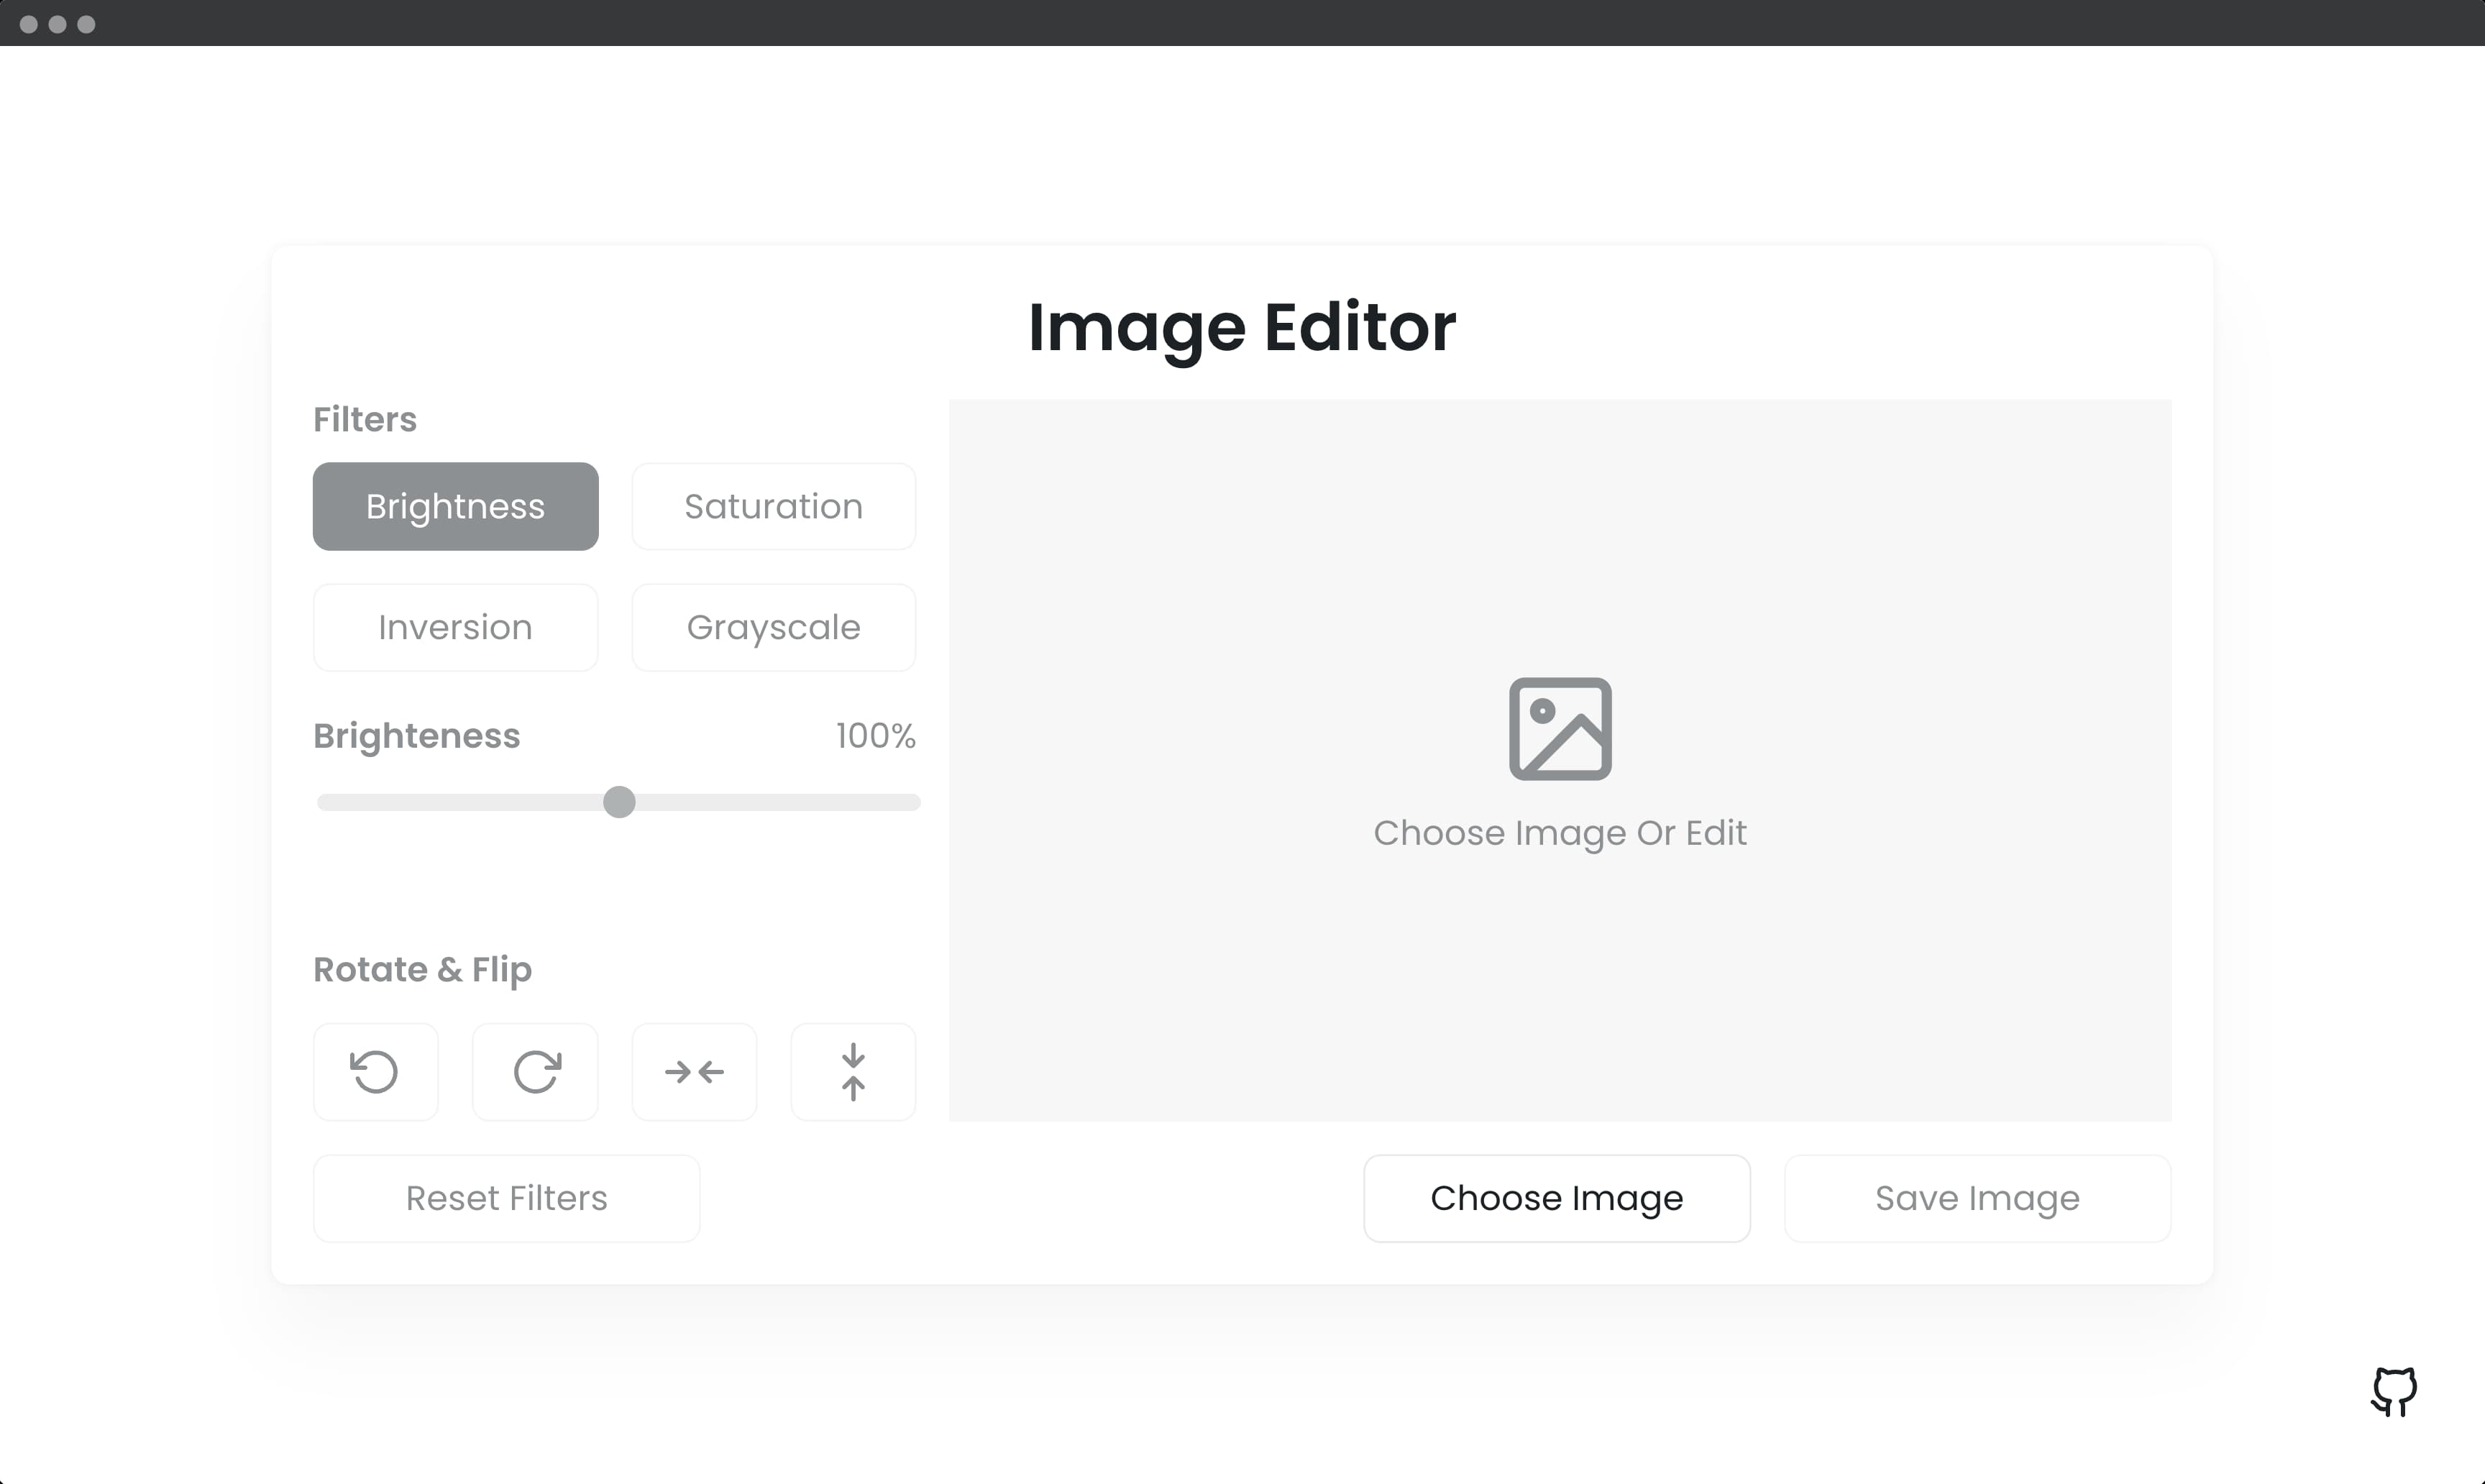 Image Editor
Filters
Brightness
Saturation
Inversion
Grayscale
Brighteness
100%
Choose Image Or Edit
Rotate & Flip
Reset Filters
Choose Image
Save Image